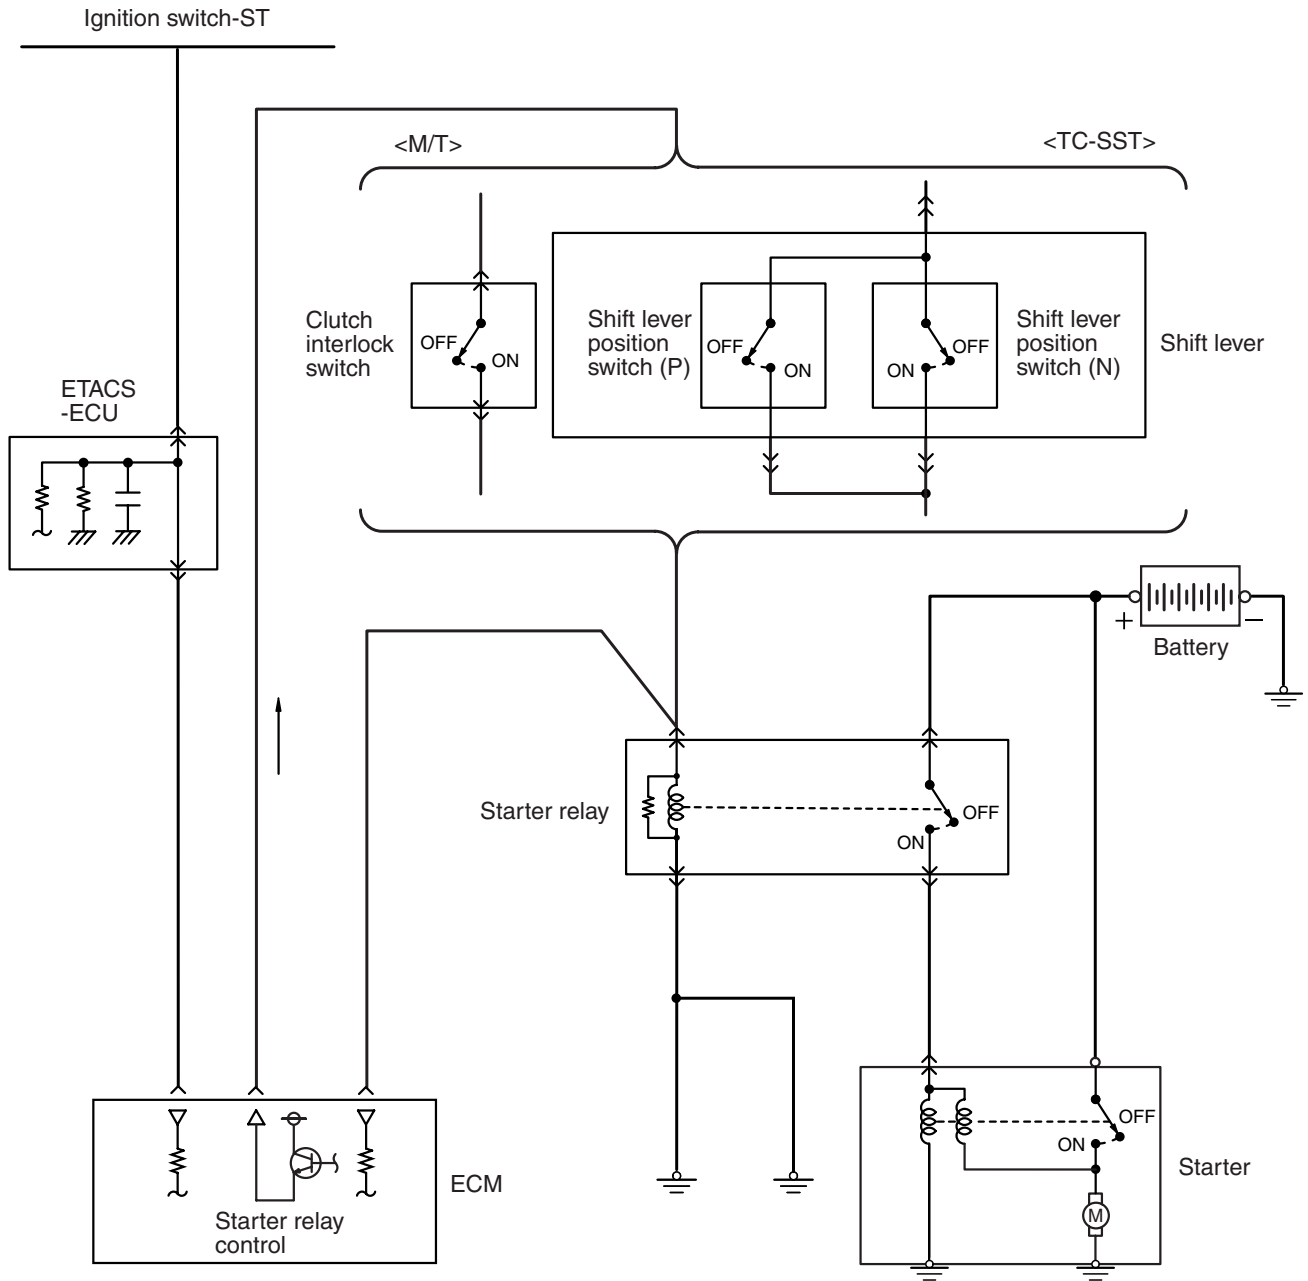 Ignition switch-ST
<M/T>
<TC-SST>
Clutch
interlock
switch
OFF
ON
Shift lever
position
switch (P)
OFF
ON
OFF
ON
Shift lever
position
switch (N)
Shift lever
ETACS
-ECU
+
−
Battery
Starter relay
OFF
ON
OFF
ON
M
Starter
ECM
Starter relay
control